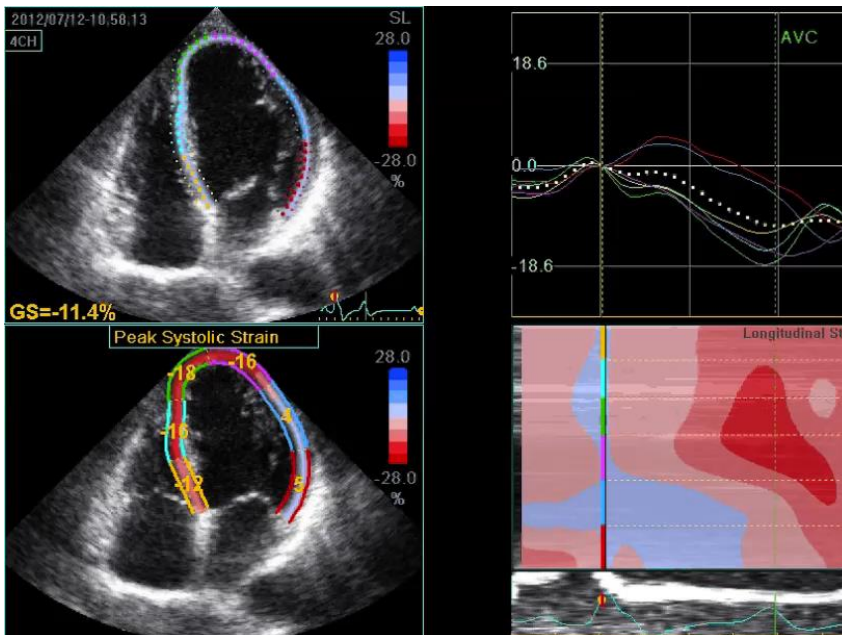 2012/07/12-10:58:13
SL
4CH
28.0
-28.0
%
GS=-11.4%
AVC
18.6
0.0
-18.6
Peak Systolic Strain
28.0
-18
-16
4
-16
-12
5
-28.0
%
Longitudinal St